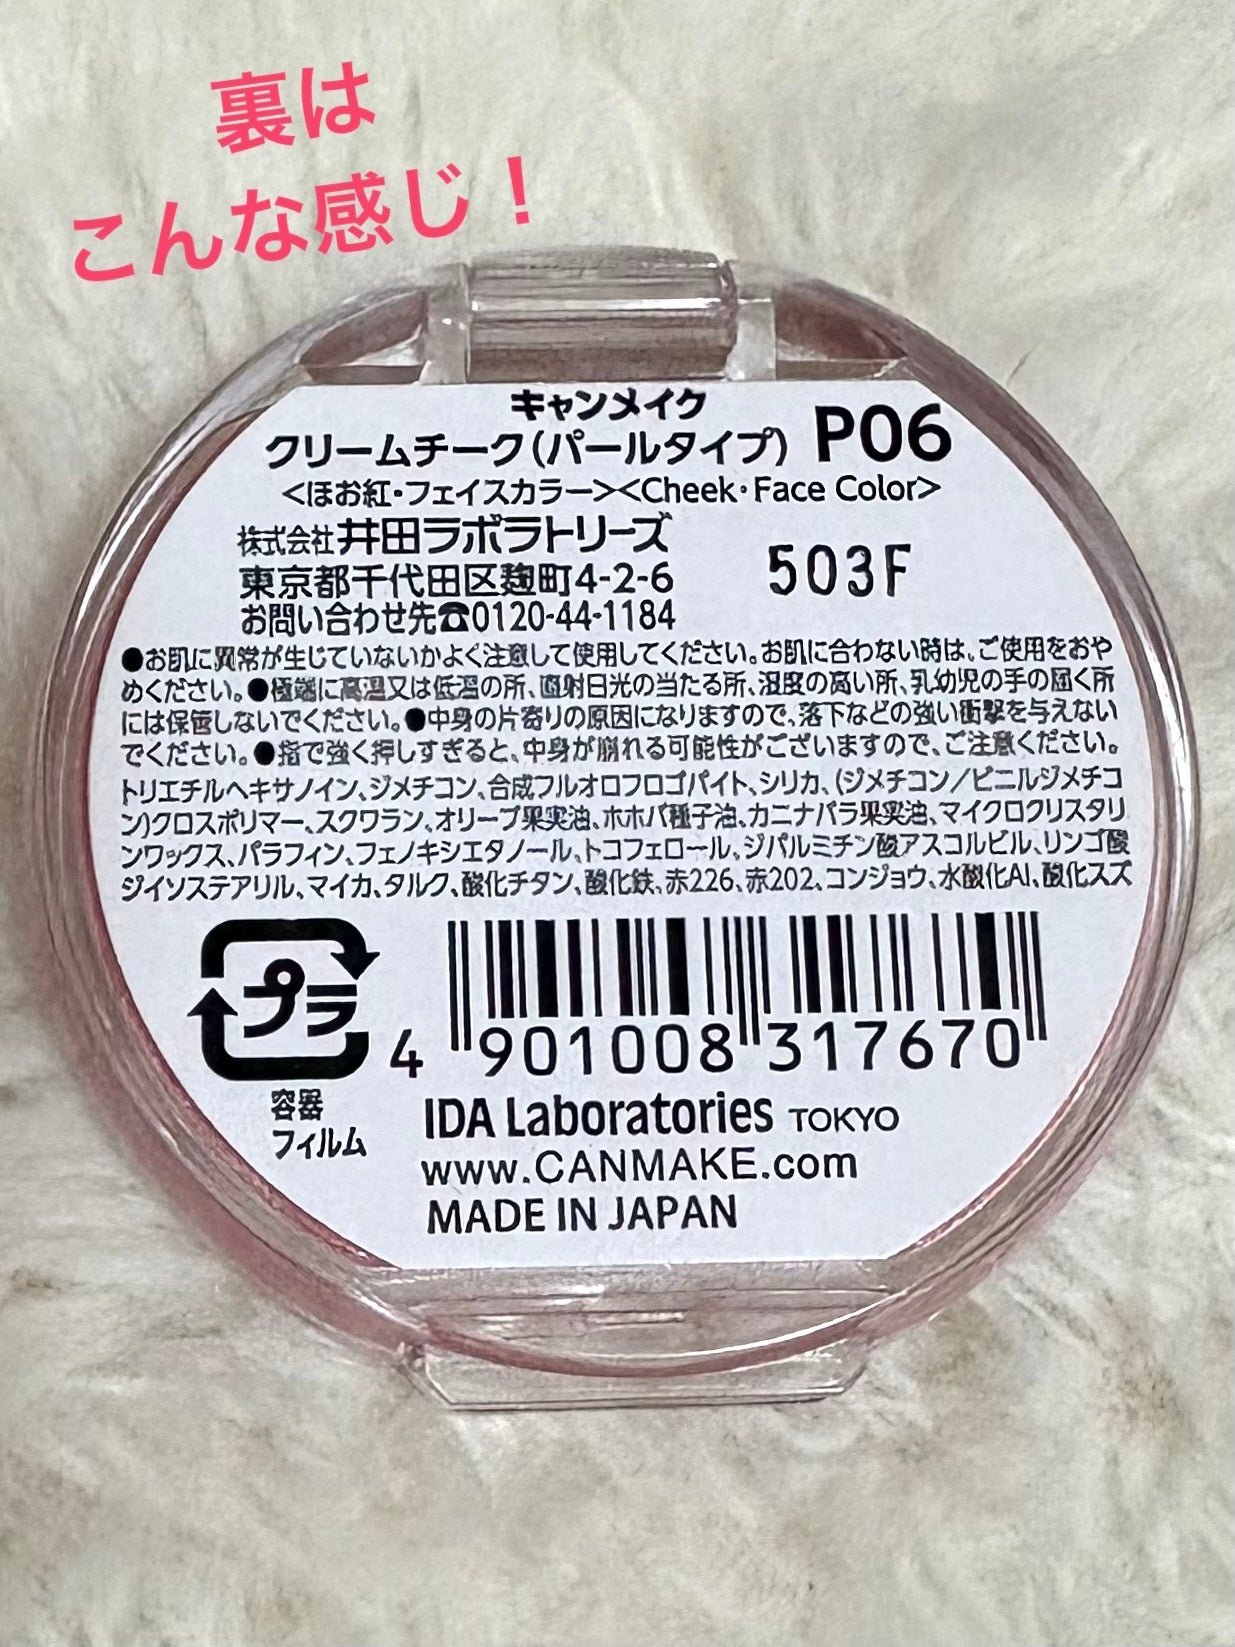 裏は
こんな感じ！
キャンメイク
クリームチーク(パールタイプ) P06
<ほお紅・フェイスカラー><Cheek・Face Color>
株式会社井田ラボラトリーズ
503F
東京都千代田区麹町4-2-6
お問い合わせ先☎0120-44-1184
●お肌に異常が生じていないかよく注意して使用してください。お肌に合わない時は、ご使用をおや
めください。●極端に高温又は低温の所、直射日光の当たる所、湿度の高い所、乳幼児の手の届く所
には保管しないでください。●中身の片寄りの原因になりますので、落下などの強い衝撃を与えない
でください。●指で強く押しすぎると、中身が崩れる可能性がございますので、ご注意ください。
トリエチルヘキサノイン、ジメチコン、合成フルオロフロゴパイト、シリカ、(ジメチコン／ビニルジメチコ
ン)クロスポリマー、スクワラン、オリーブ果実油、ホホバ種子油、カニナバラ果実油、マイクロクリスタリ
ンワックス、パラフィン、フェノキシエタノール、トコフェロール、ジパルミチン酸アスコルビル、リンゴ酸
ジイソステアリル、マイカ、タルク、酸化チタン、酸化鉄、赤226、赤202、コンジョウ、水酸化Al、酸化スズ
プラ
容器
フィルム
4 901008 317670
IDA Laboratories TOKYO
www.CANMAKE.com
MADE IN JAPAN